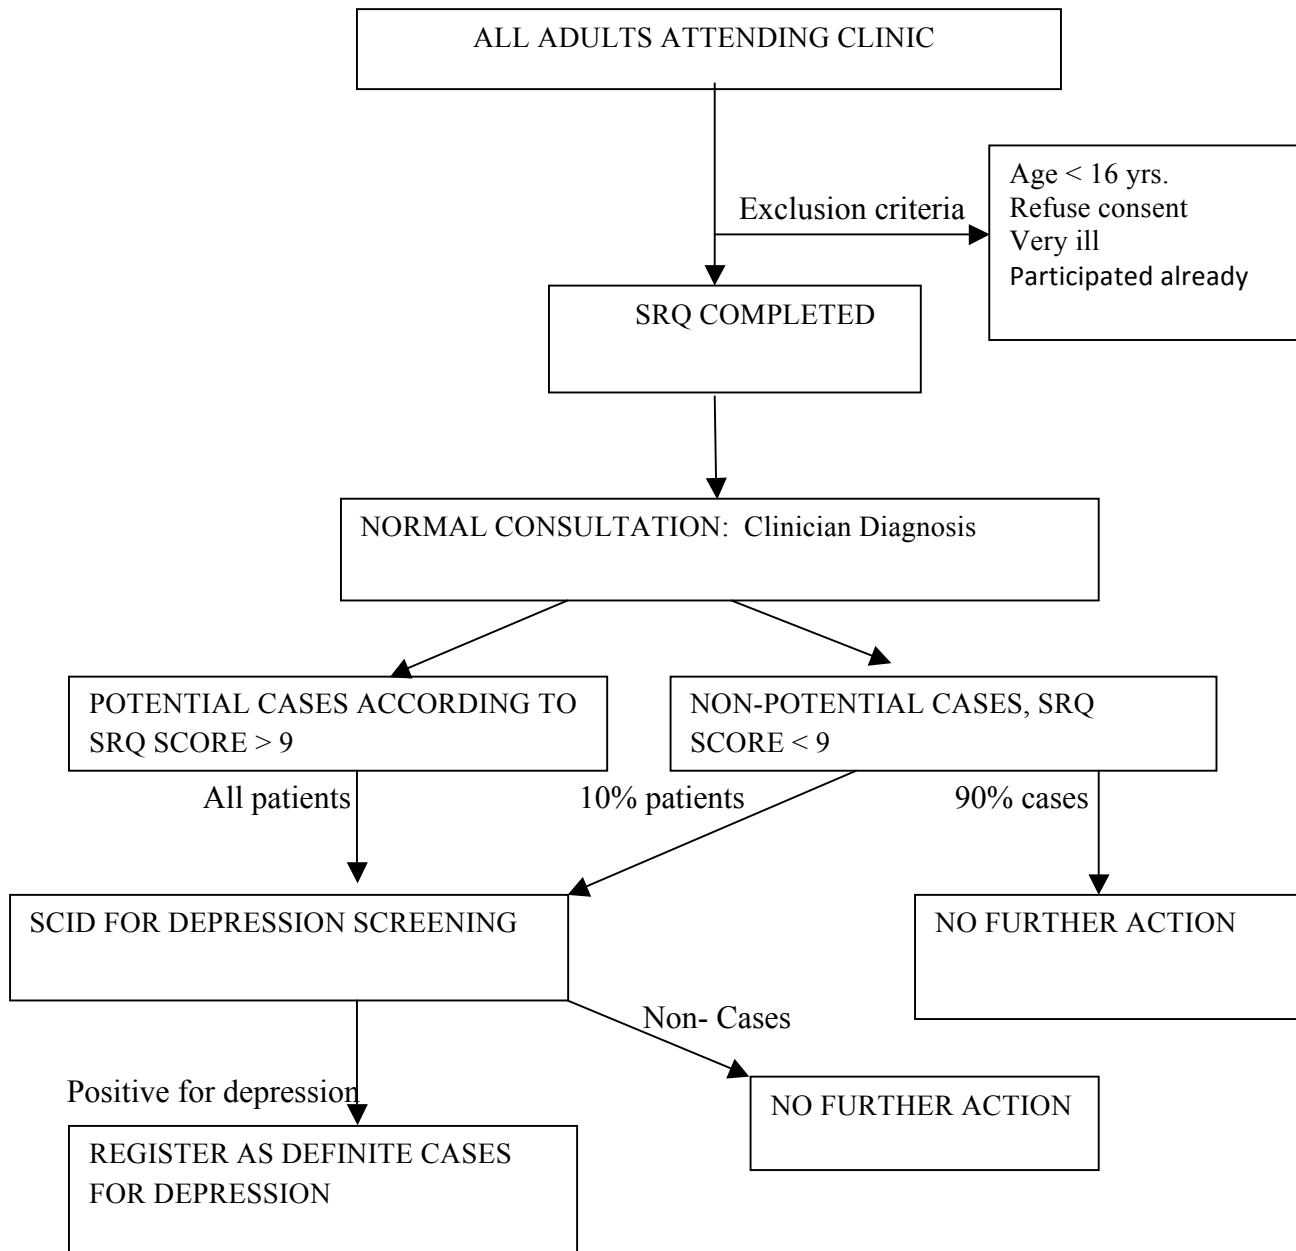 ALL ADULTS ATTENDING CLINIC
Age < 16 yrs.
Refuse consent
Very ill
Participated already
Exclusion criteria
SRQ COMPLETED
NORMAL CONSULTATION:  Clinician Diagnosis
POTENTIAL CASES ACCORDING TO
SRQ SCORE > 9
NON-POTENTIAL CASES, SRQ
SCORE < 9
All patients
10% patients
90% cases
SCID FOR DEPRESSION SCREENING
NO FURTHER ACTION
Non- Cases
Positive for depression
NO FURTHER ACTION
REGISTER AS DEFINITE CASES
FOR DEPRESSION